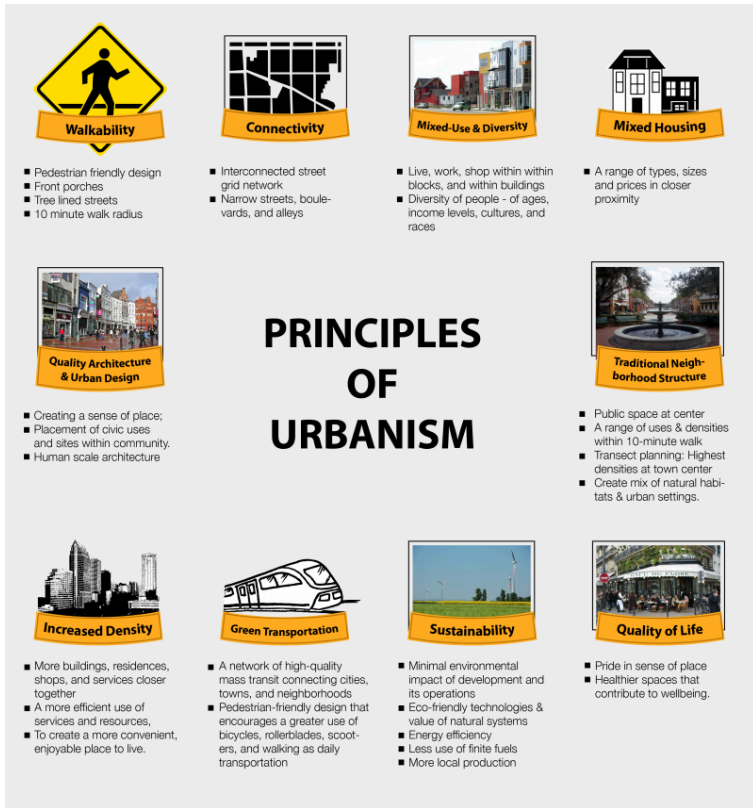 Walkability
Pedestrian friendly design
Front porches
Tree lined streets
10 minute walk radius
Connectivity
Interconnected street
grid network
Narrow streets, boule-
vards, and alleys
Mixed-Use & Diversity
Live, work, shop within within
blocks, and within buildings
Diversity of people - of ages,
income levels, cultures, and
races
Mixed Housing
A range of types, sizes
and prices in closer
proximity
Quality Architecture
& Urban Design
Creating a sense of place;
Placement of civic uses
and sites within community.
Human scale architecture
PRINCIPLES
OF
URBANISM
Traditional Neigh-
borhood Structure
Public space at center
A range of uses & densities
within 10-minute walk
Transect planning: Highest
densities at town center
Create mix of natural habi-
tats & urban settings.
Increased Density
More buildings, residences,
shops, and services closer
together
A more efficient use of
services and resources,
To create a more convenient,
enjoyable place to live.
Green Transportation
A network of high-quality
mass transit connecting cities,
towns, and neighborhoods
Pedestrian-friendly design that
encourages a greater use of
bicycles, rollerblades, scoot-
ers, and walking as daily
transportation
Sustainability
Minimal environmental
impact of development and
its operations
Eco-friendly technologies &
value of natural systems
Energy efficiency
Less use of finite fuels
More local production
CAFE DE FLORE
Quality of Life
Pride in sense of place
Healthier spaces that
contribute to wellbeing.